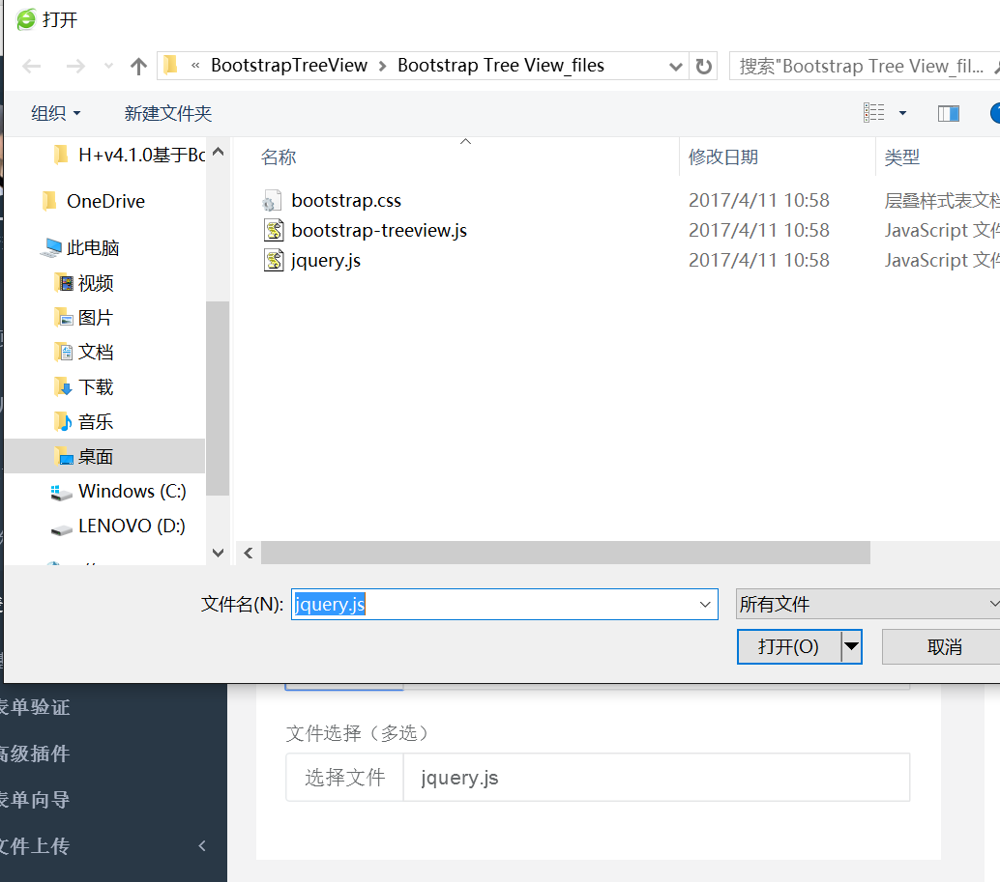 打开
« BootstrapTreeView > Bootstrap Tree View_files
搜索"Bootstrap Tree View_fil...
组织
新建文件夹
H+v4.1.0基于Bo
OneDrive
此电脑
视频
图片
文档
下载
音乐
桌面
Windows (C:)
LENOVO (D:)
名称 修改日期 类型
bootstrap.css 2017/4/11 10:58 层叠样式表文档
bootstrap-treeview.js 2017/4/11 10:58 JavaScript 文件
jquery.js 2017/4/11 10:58 JavaScript 文件
文件名(N): jquery.js 所有文件
打开(O) 取消
表单验证
高级插件
表单向导
文件上传
文件选择（多选）
选择文件 jquery.js